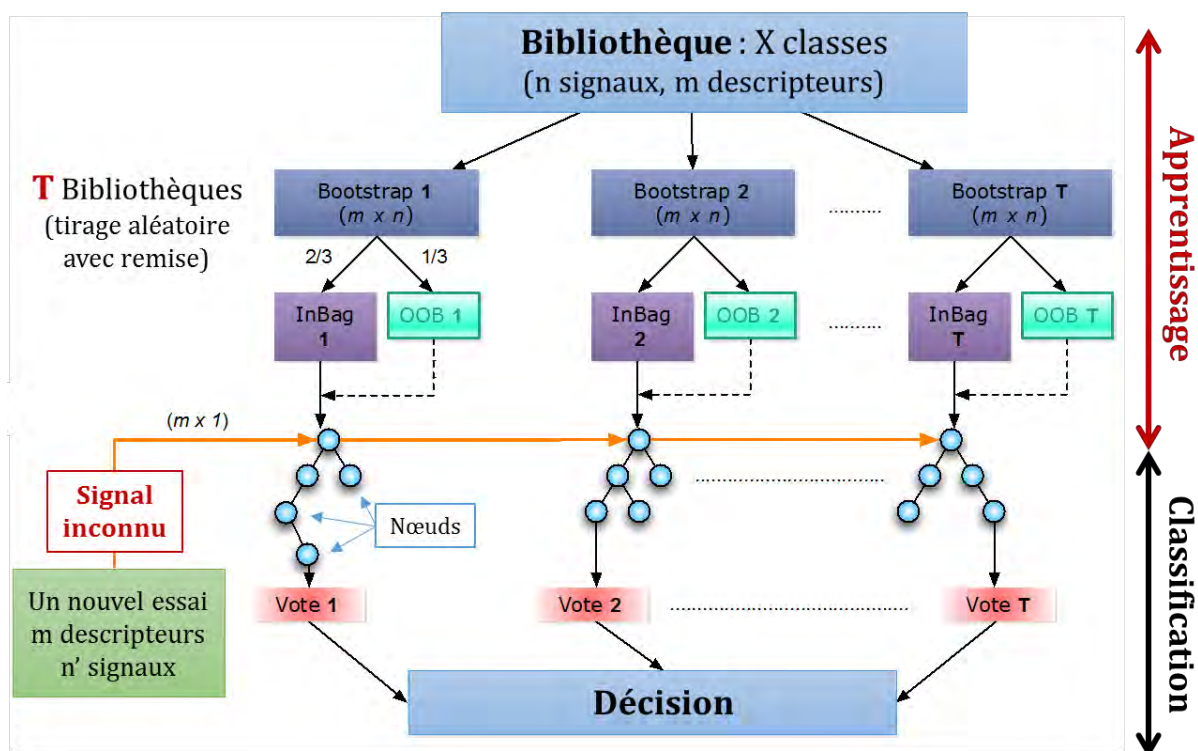 Bibliothèque : X classes
(n signaux, m descripteurs)
Apprentissage
T Bibliothèques
(tirage aléatoire
avec remise)
Bootstrap 1
(m x n)
Bootstrap 2
(m x n)
...........
Bootstrap T
(m x n)
2/3
1/3
InBag
1
OOB 1
InBag
2
OOB 2
...........
InBag
T
OOB T
(m x 1)
Signal
inconnu
Nœuds
Classification
Un nouvel essai
m descripteurs
n' signaux
Vote 1
Vote 2
Vote T
Décision